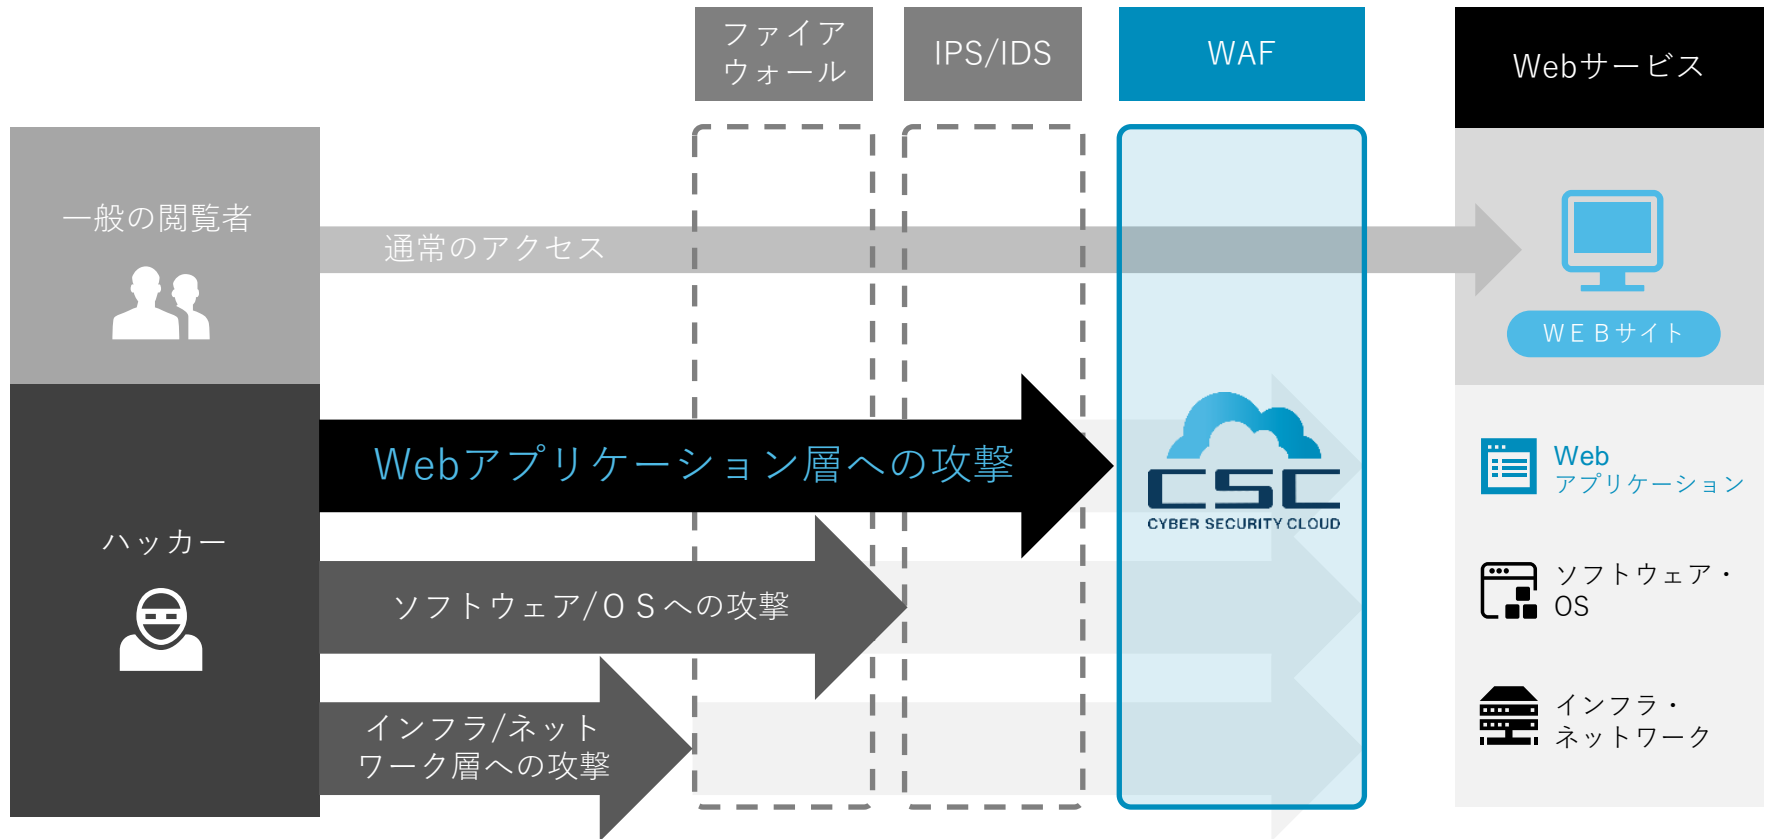 ファイア
ウォール
IPS/IDS
WAF
Webサービス
一般の閲覧者
通常のアクセス
ＷＥＢサイト
Webアプリケーション層への攻撃
CSC
CYBER SECURITY CLOUD
Web
アプリケーション
ハッカー
ソフトウェア/ＯＳへの攻撃
ソフトウェア・
OS
インフラ/ネット
ワーク層への攻撃
インフラ・
ネットワーク